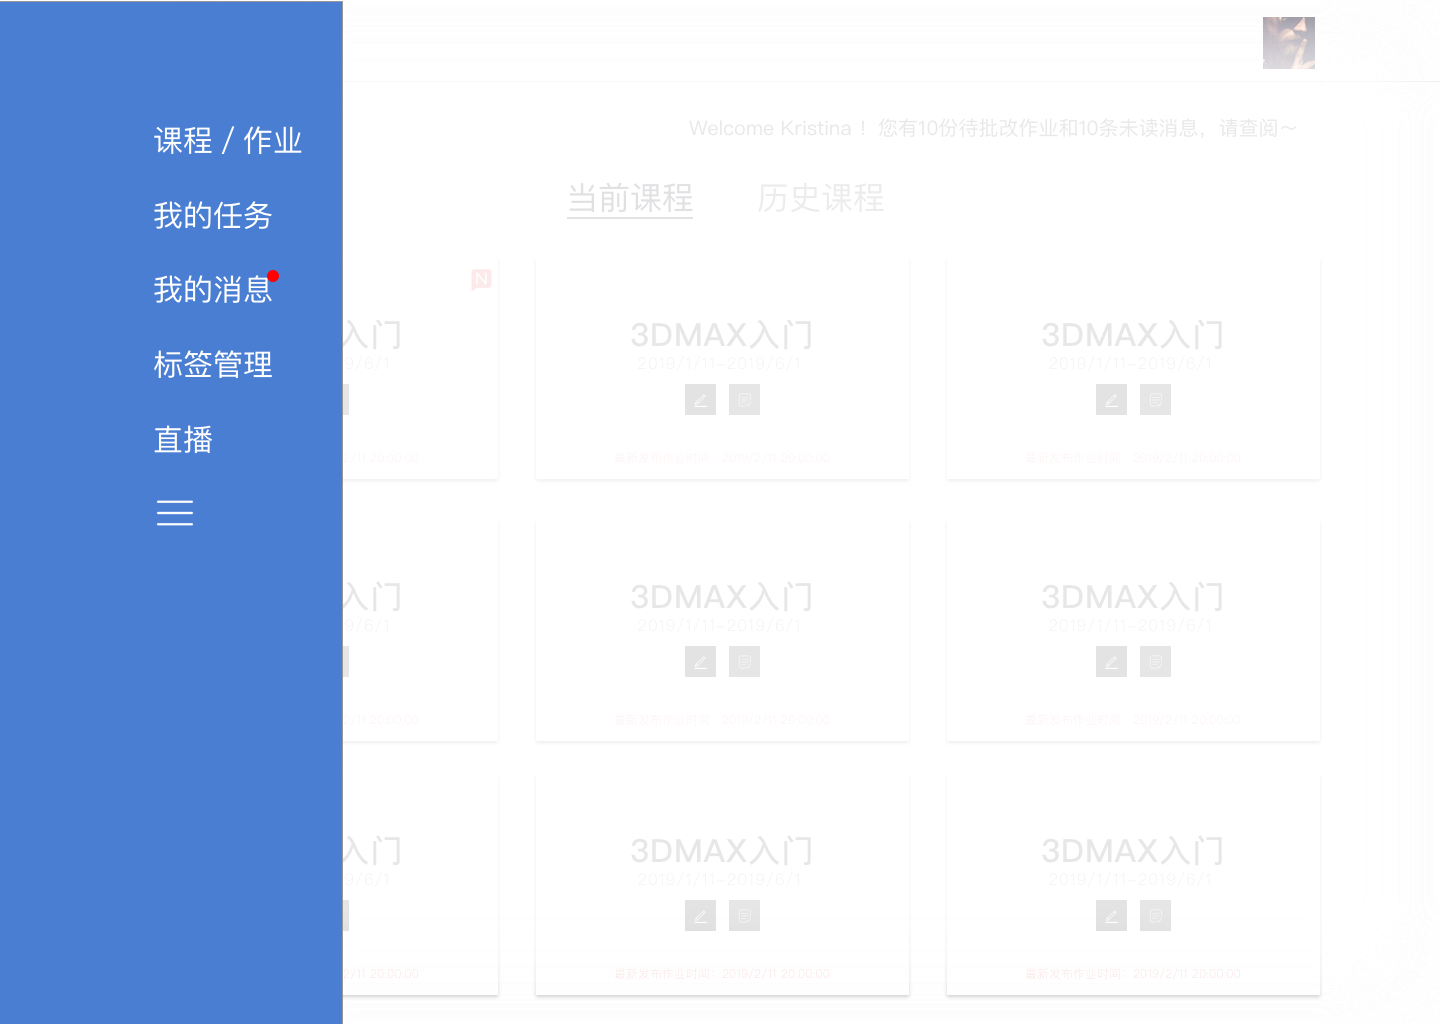 课程 / 作业
我的任务
我的消息
标签管理
直播
Welcome Kristina ！ 您有10份待批改作业和10条未读消息，请查阅～
当前课程 历史课程
N
入门 3DMAX入门 3DMAX入门
9/6/1 2019/1/11-2019/6/1 2019/1/11-2019/6/1
2/11 20:00:00 最新发布作业时间：2019/2/11 20:00:00 最新发布作业时间：2019/2/11 20:00:00
入门 3DMAX入门 3DMAX入门
9/6/1 2019/1/11-2019/6/1 2019/1/11-2019/6/1
2/11 20:00:00 最新发布作业时间：2019/2/11 20:00:00 最新发布作业时间：2019/2/11 20:00:00
入门 3DMAX入门 3DMAX入门
9/6/1 2019/1/11-2019/6/1 2019/1/11-2019/6/1
2/11 20:00:00 最新发布作业时间：2019/2/11 20:00:00 最新发布作业时间：2019/2/11 20:00:00